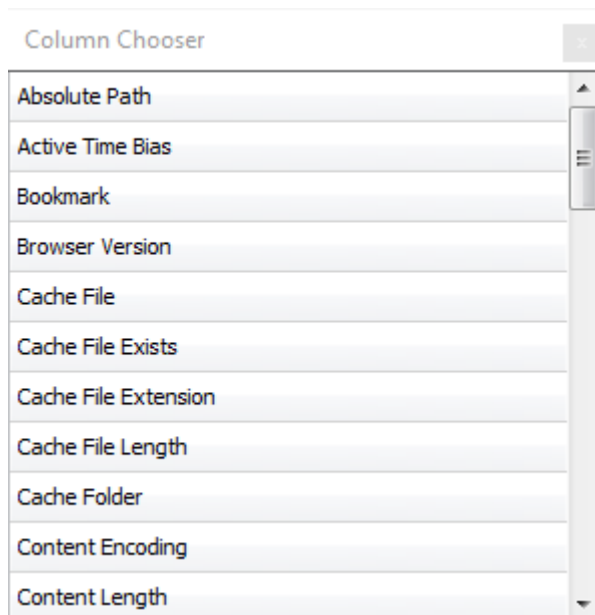 Column Chooser
x
Absolute Path
Active Time Bias
Bookmark
Browser Version
Cache File
Cache File Exists
Cache File Extension
Cache File Length
Cache Folder
Content Encoding
Content Length